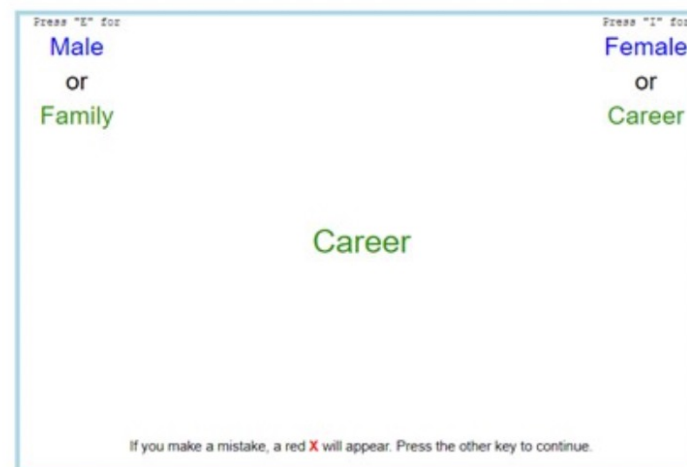 Press "E" for
Male
or
Family
Press "I" for
Female
or
Career
Career
If you make a mistake, a red X will appear. Press the other key to continue.